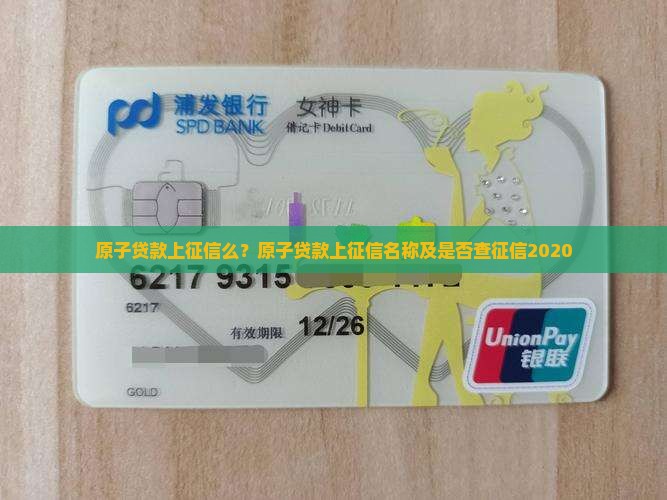 浦发银行
SPD BANK
女神卡
借记卡 Debit Card
原子贷款上征信么？原子贷款上征信名称及是否查征信2020
6217 9315
6217
有效期限 12/26
GOLD
UnionPay
银联